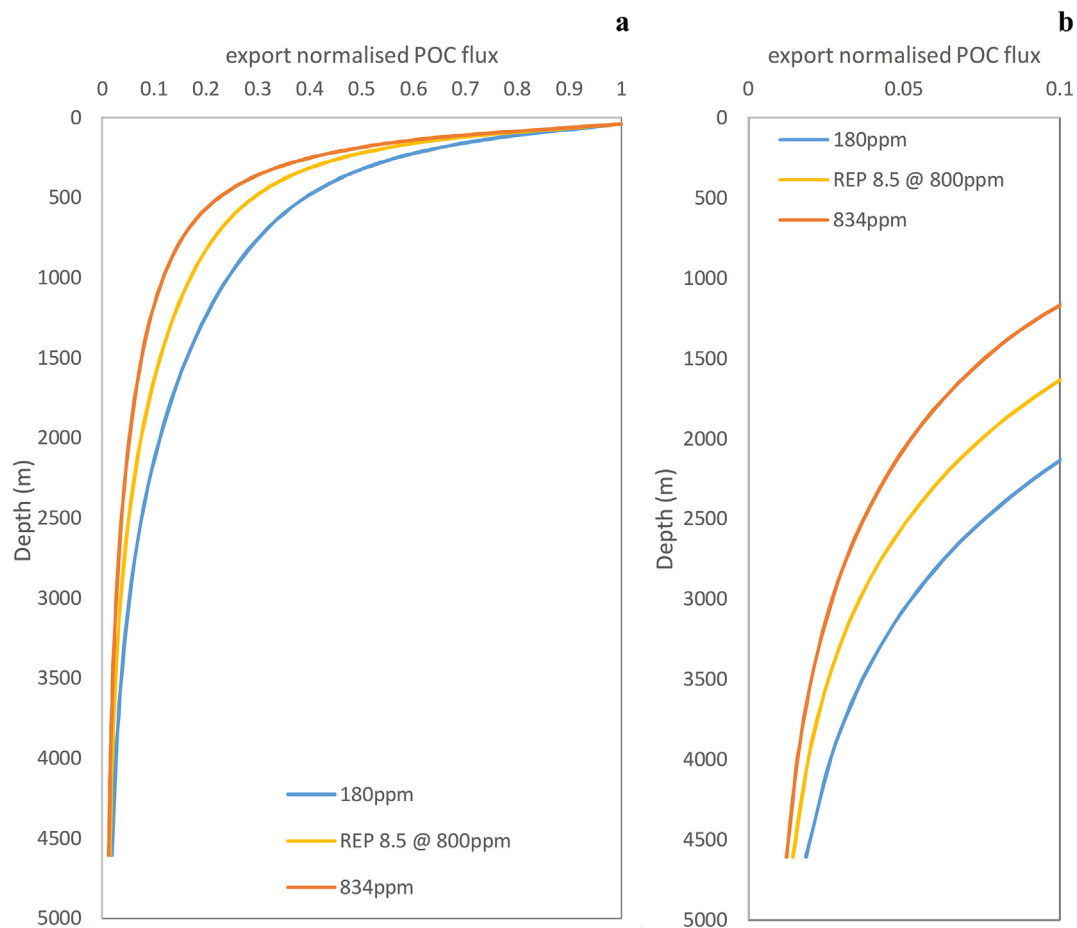 a
export normalised POC flux
0 0.1 0.2 0.3 0.4 0.5 0.6 0.7 0.8 0.9 1
0
500
1000
1500
2000
2500
3000
3500
4000
4500
5000
Depth (m)
180ppm
REP 8.5 @ 800ppm
834ppm
b
export normalised POC flux
0 0.05 0.1
0
500
1000
1500
2000
2500
3000
3500
4000
4500
5000
Depth (m)
180ppm
REP 8.5 @ 800ppm
834ppm